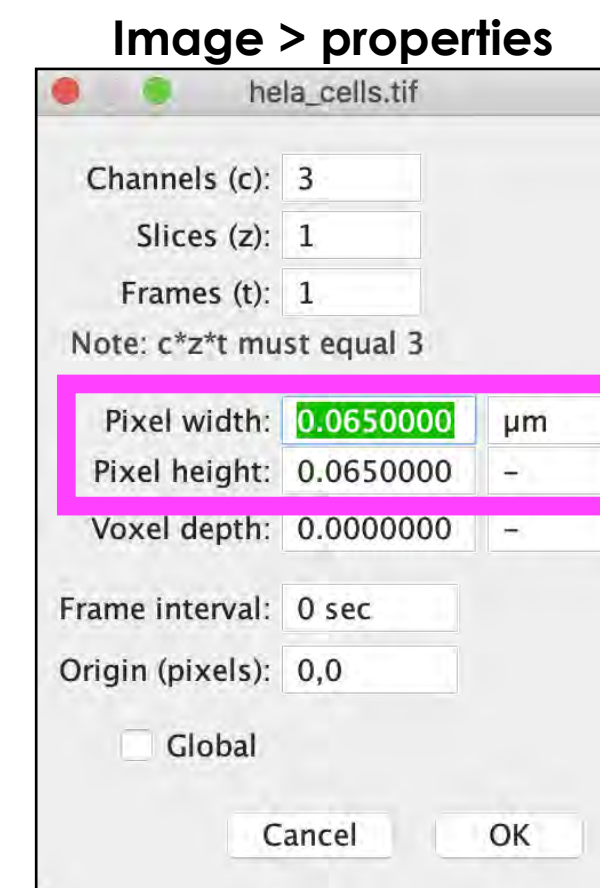 Image > properties
hela_cells.tif
Channels (c): 3
Slices (z): 1
Frames (t): 1
Note: c*z*t must equal 3
Pixel width: 0.0650000 µm
Pixel height: 0.0650000 -
Voxel depth: 0.0000000 -
Frame interval: 0 sec
Origin (pixels): 0,0
Global
Cancel OK